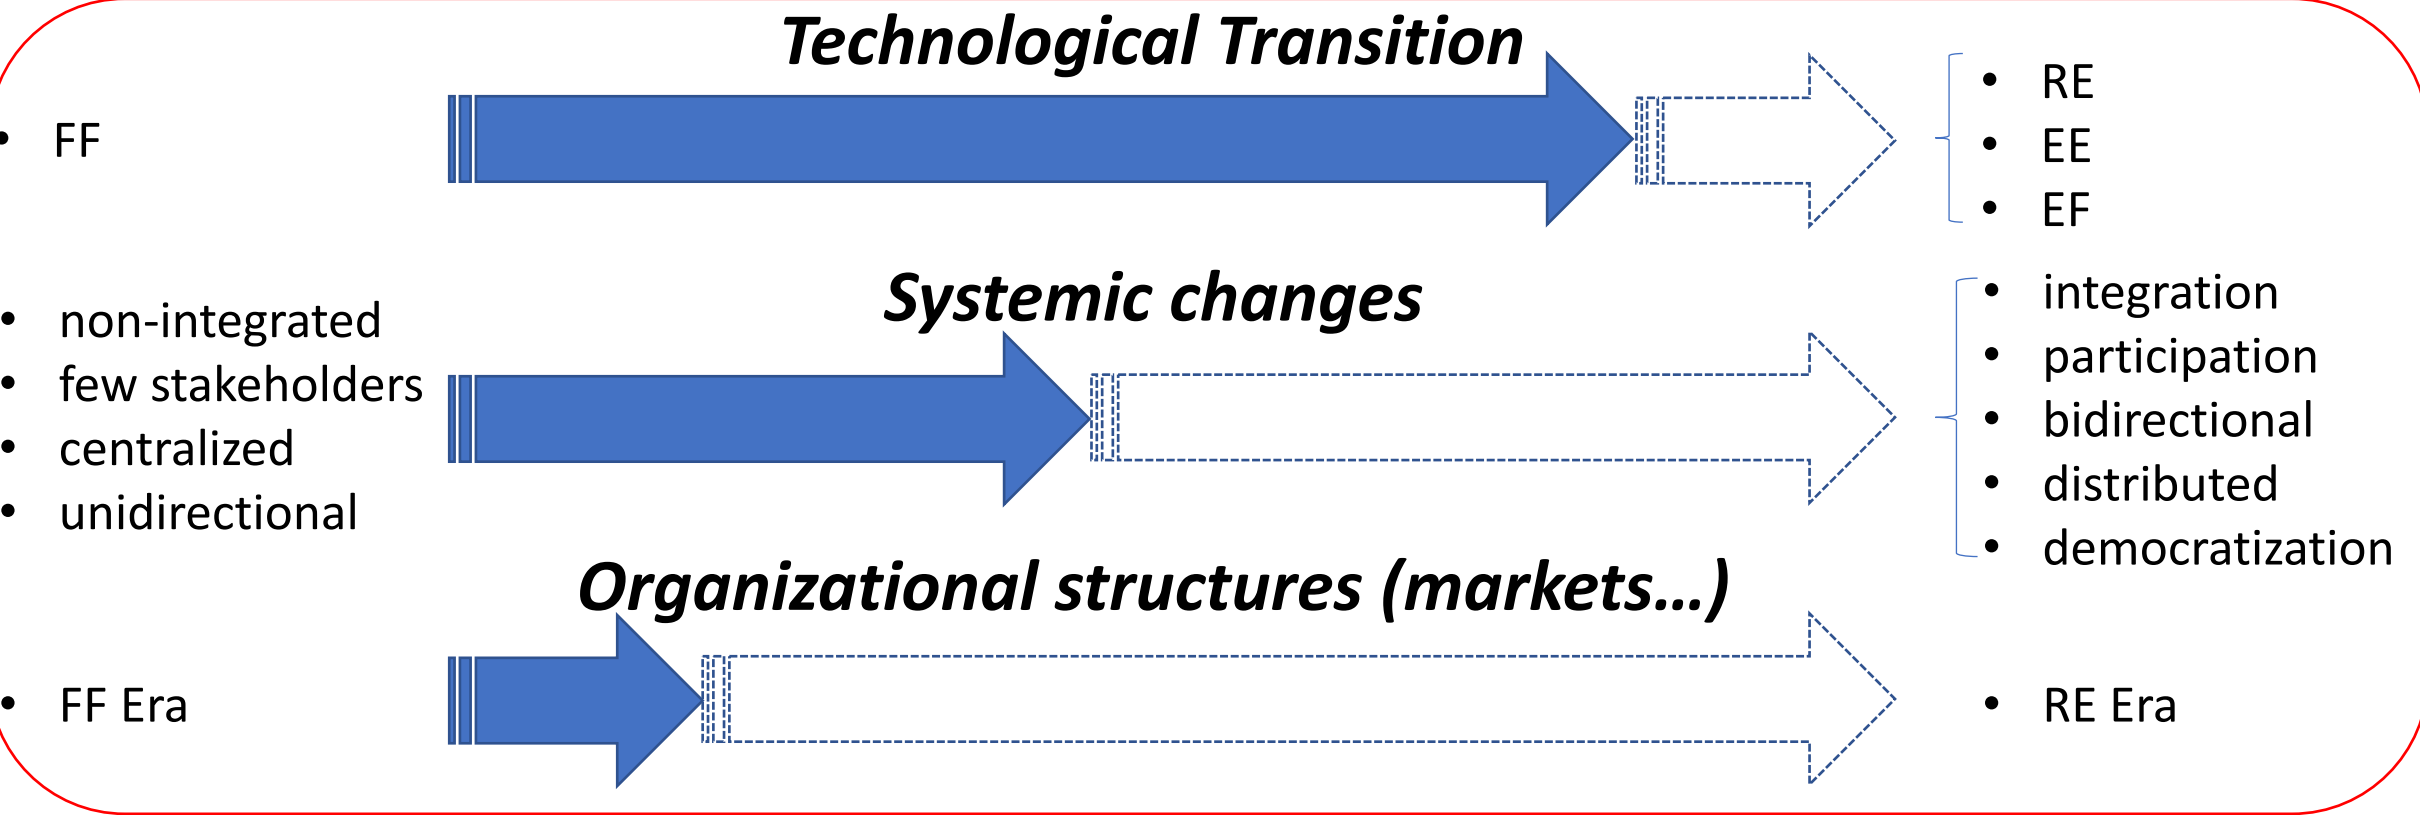 Technological Transition
• FF
• RE
• EE
• EF
Systemic changes
• non-integrated
• few stakeholders
• centralized
• unidirectional
• integration
• participation
• bidirectional
• distributed
• democratization
Organizational structures (markets...)
• FF Era
• RE Era